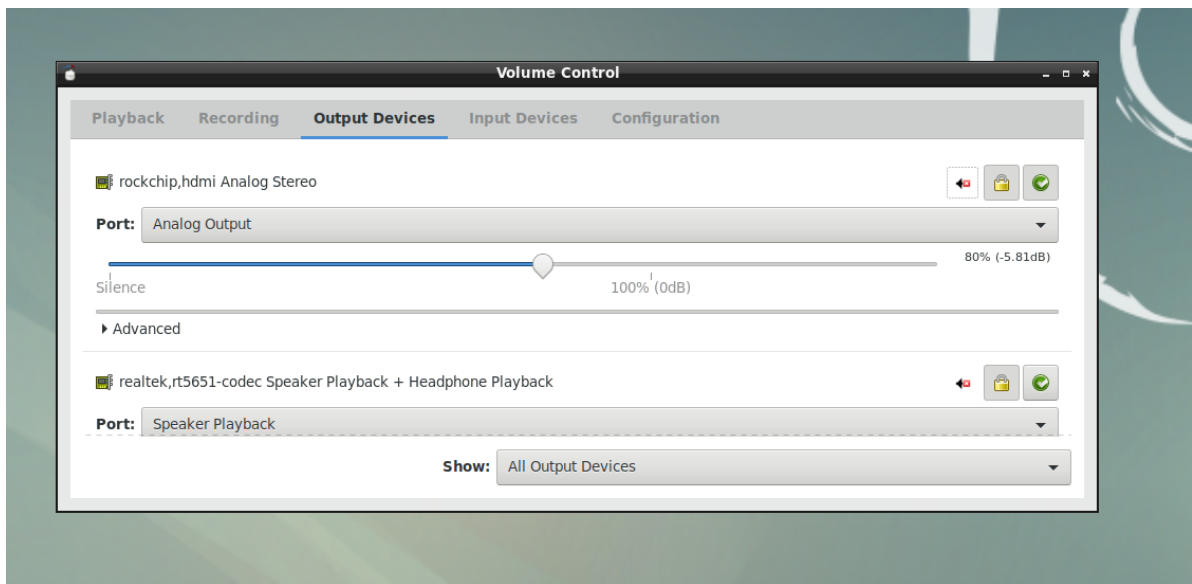 Volume Control
Playback Recording Output Devices Input Devices Configuration
rockchip,hdmi Analog Stereo
Port: Analog Output
80% (-5.81dB)
Silence 100% (0dB)
Advanced
realtek,rt5651-codec Speaker Playback + Headphone Playback
Port: Speaker Playback
Show: All Output Devices